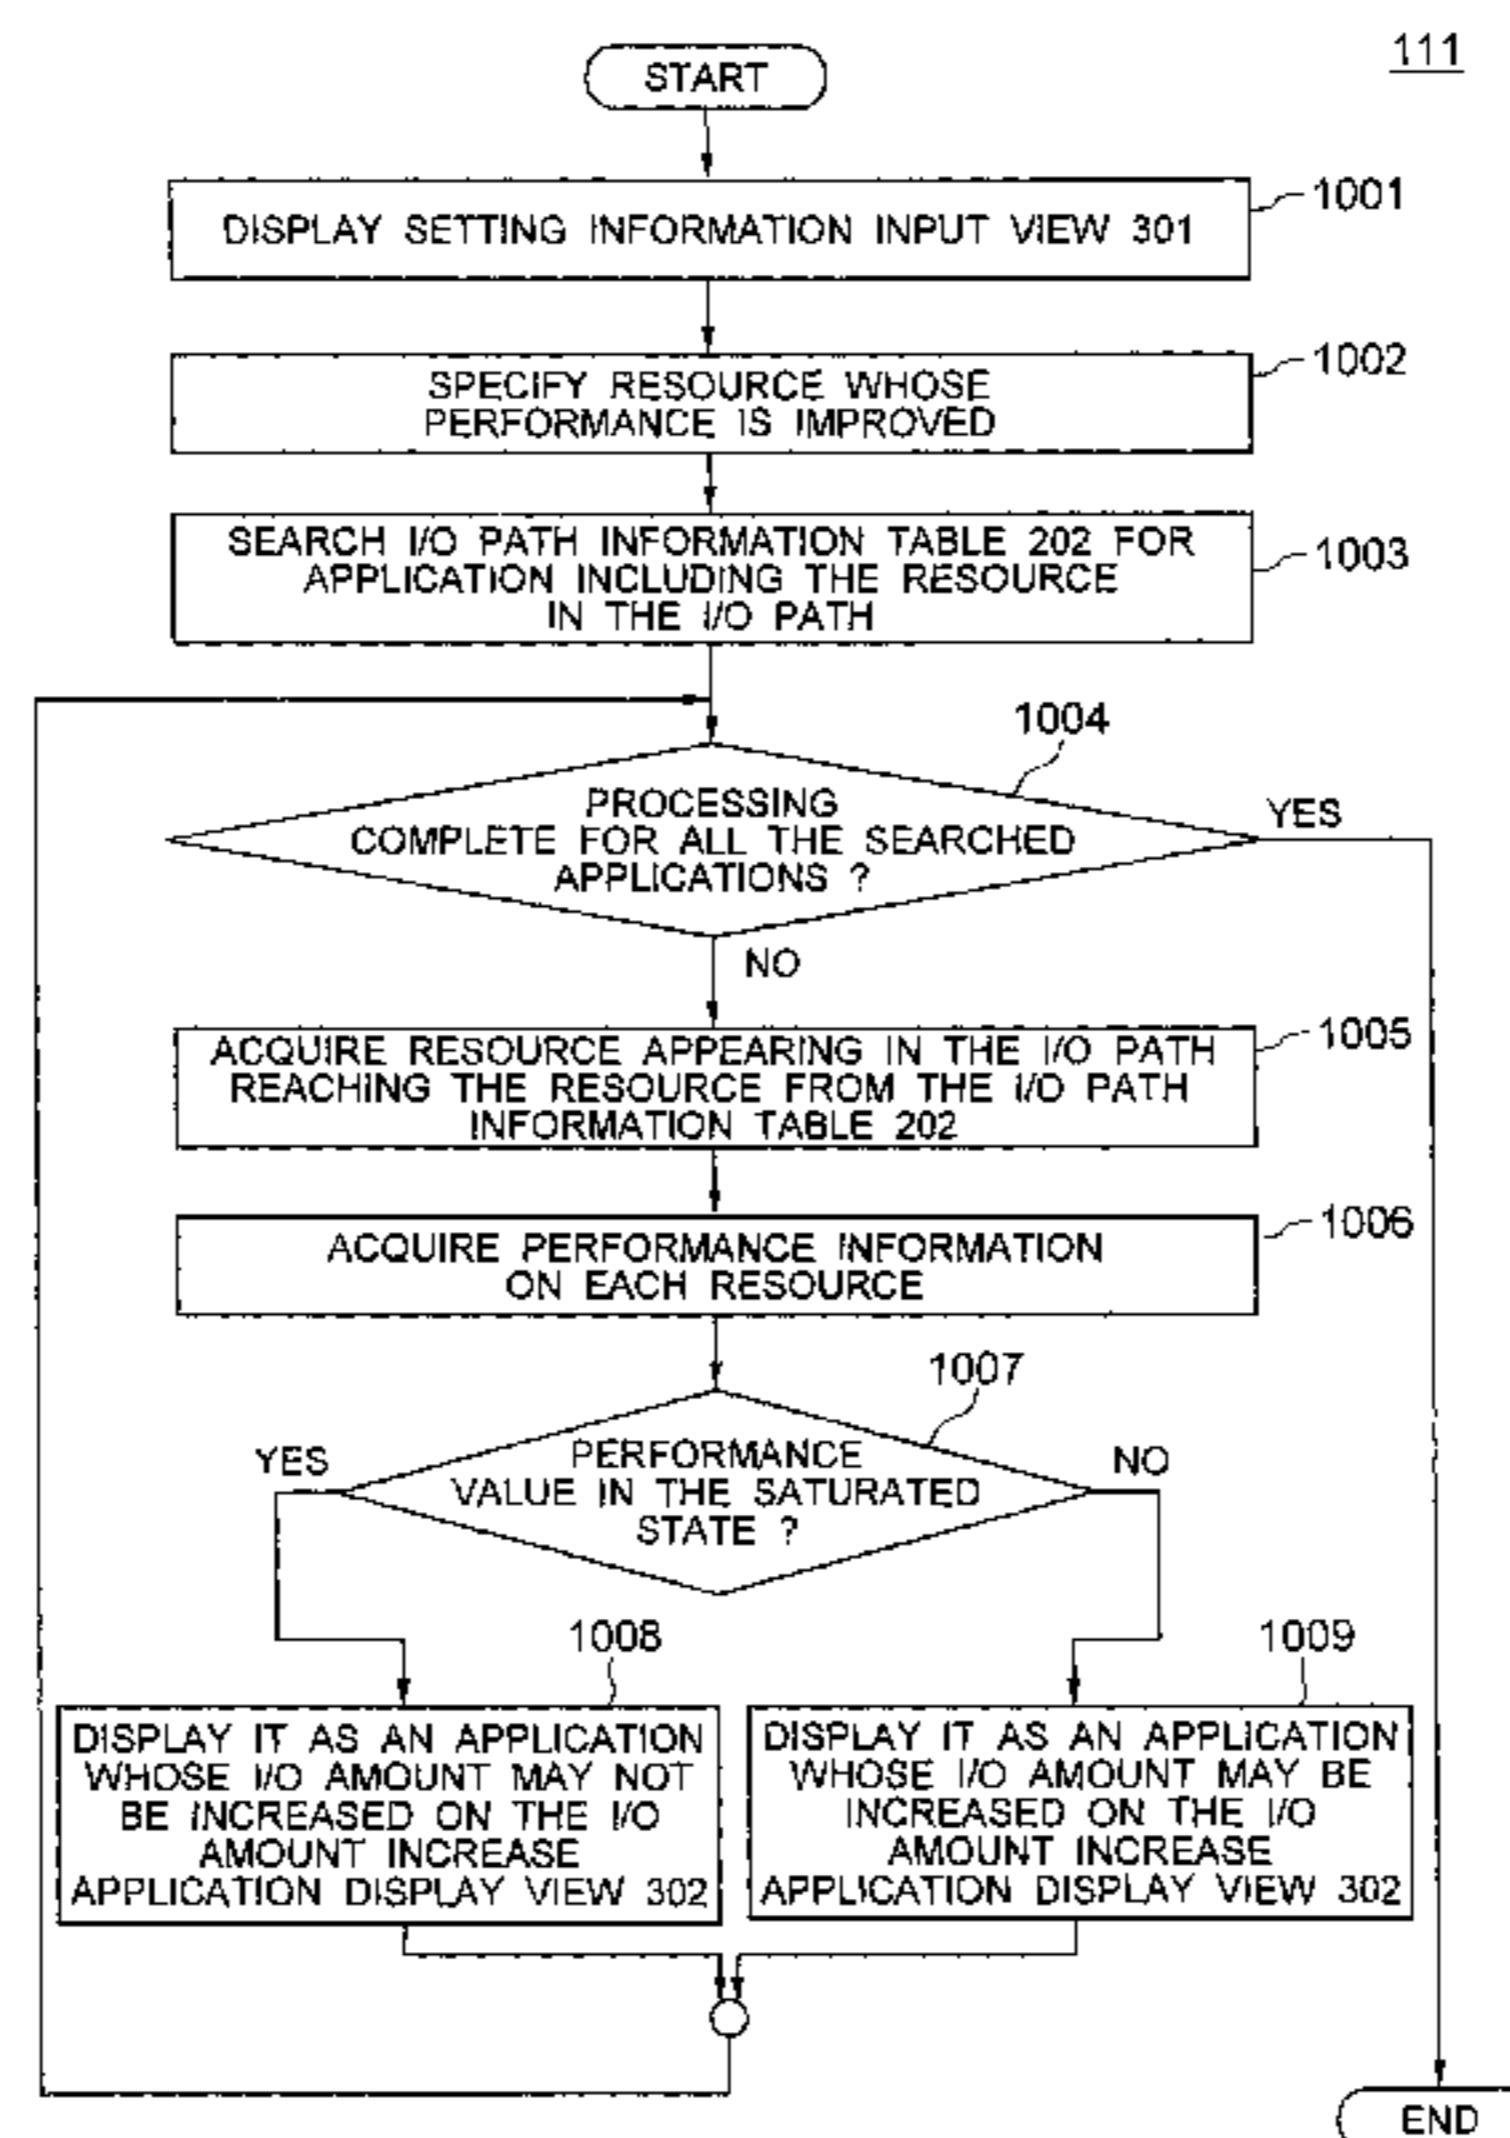 111
START
1001
DISPLAY SETTING INFORMATION INPUT VIEW 301
1002
SPECIFY RESOURCE WHOSE
PERFORMANCE IS IMPROVED
1003
SEARCH I/O PATH INFORMATION TABLE 202 FOR
APPLICATION INCLUDING THE RESOURCE
IN THE I/O PATH
1004
PROCESSING
COMPLETE FOR ALL THE SEARCHED
APPLICATIONS ?
YES
NO
1005
ACQUIRE RESOURCE APPEARING IN THE I/O PATH
REACHING THE RESOURCE FROM THE I/O PATH
INFORMATION TABLE 202
1006
ACQUIRE PERFORMANCE INFORMATION
ON EACH RESOURCE
1007
PERFORMANCE
VALUE IN THE SATURATED
STATE ?
YES
NO
1008
DISPLAY IT AS AN APPLICATION
WHOSE I/O AMOUNT MAY NOT
BE INCREASED ON THE I/O
AMOUNT INCREASE
APPLICATION DISPLAY VIEW 302
1009
DISPLAY IT AS AN APPLICATION
WHOSE I/O AMOUNT MAY BE
INCREASED ON THE I/O
AMOUNT INCREASE
APPLICATION DISPLAY VIEW 302
END